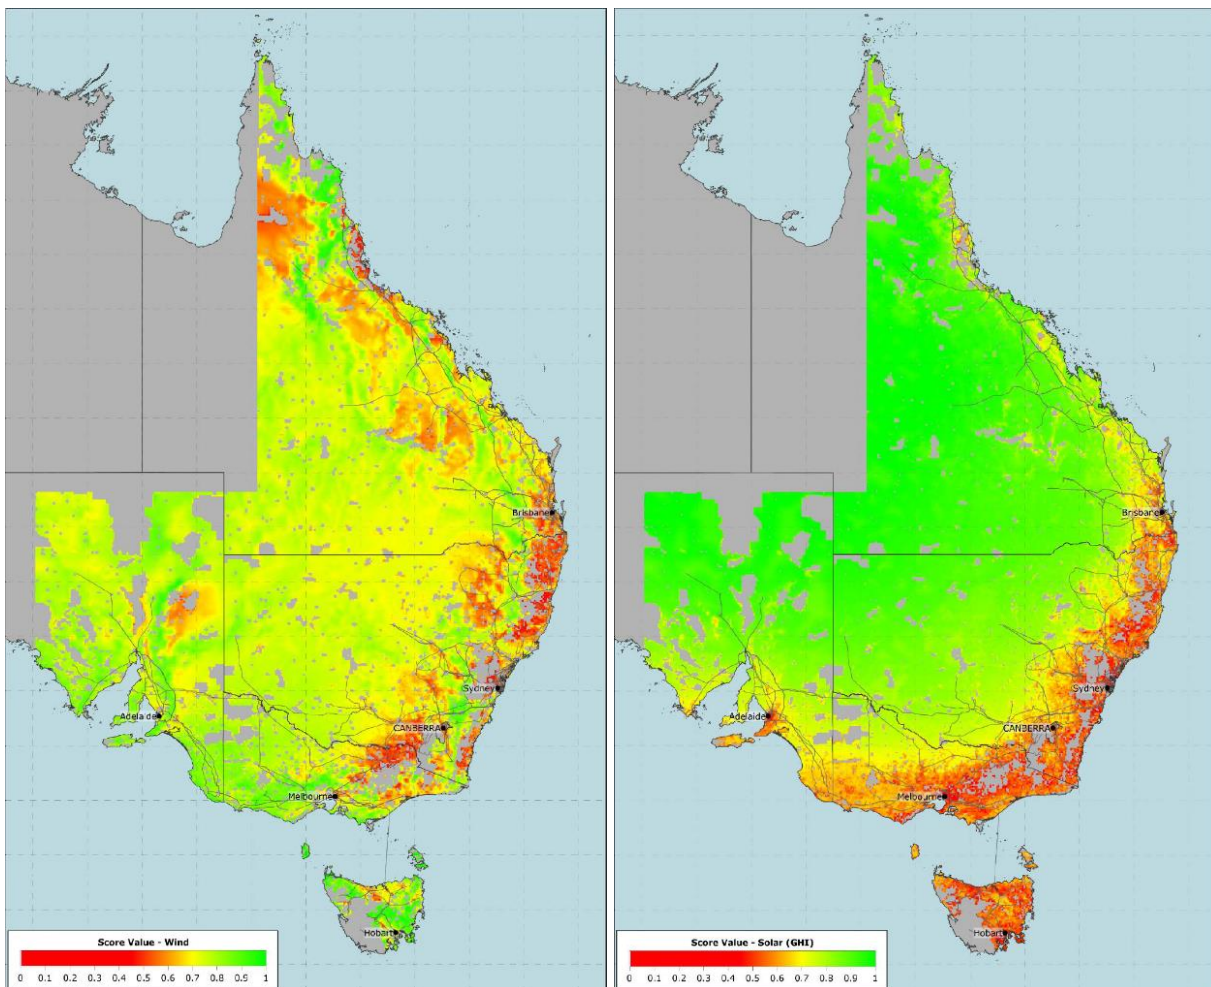 Brisbane
Sydney
Adelaide
CANBERRA
Melbourne
Hobart
Score Value - Wind
0 0.1 0.2 0.3 0.4 0.5 0.6 0.7 0.8 0.9 1
Brisbane
Sydney
Adelaide
CANBERRA
Melbourne
Hobart
Score Value - Solar (GHI)
0 0.1 0.2 0.3 0.4 0.5 0.6 0.7 0.8 0.9 1